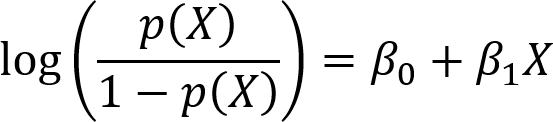 log(p(X) / (1 − p(X))) = β₀ + β₁X